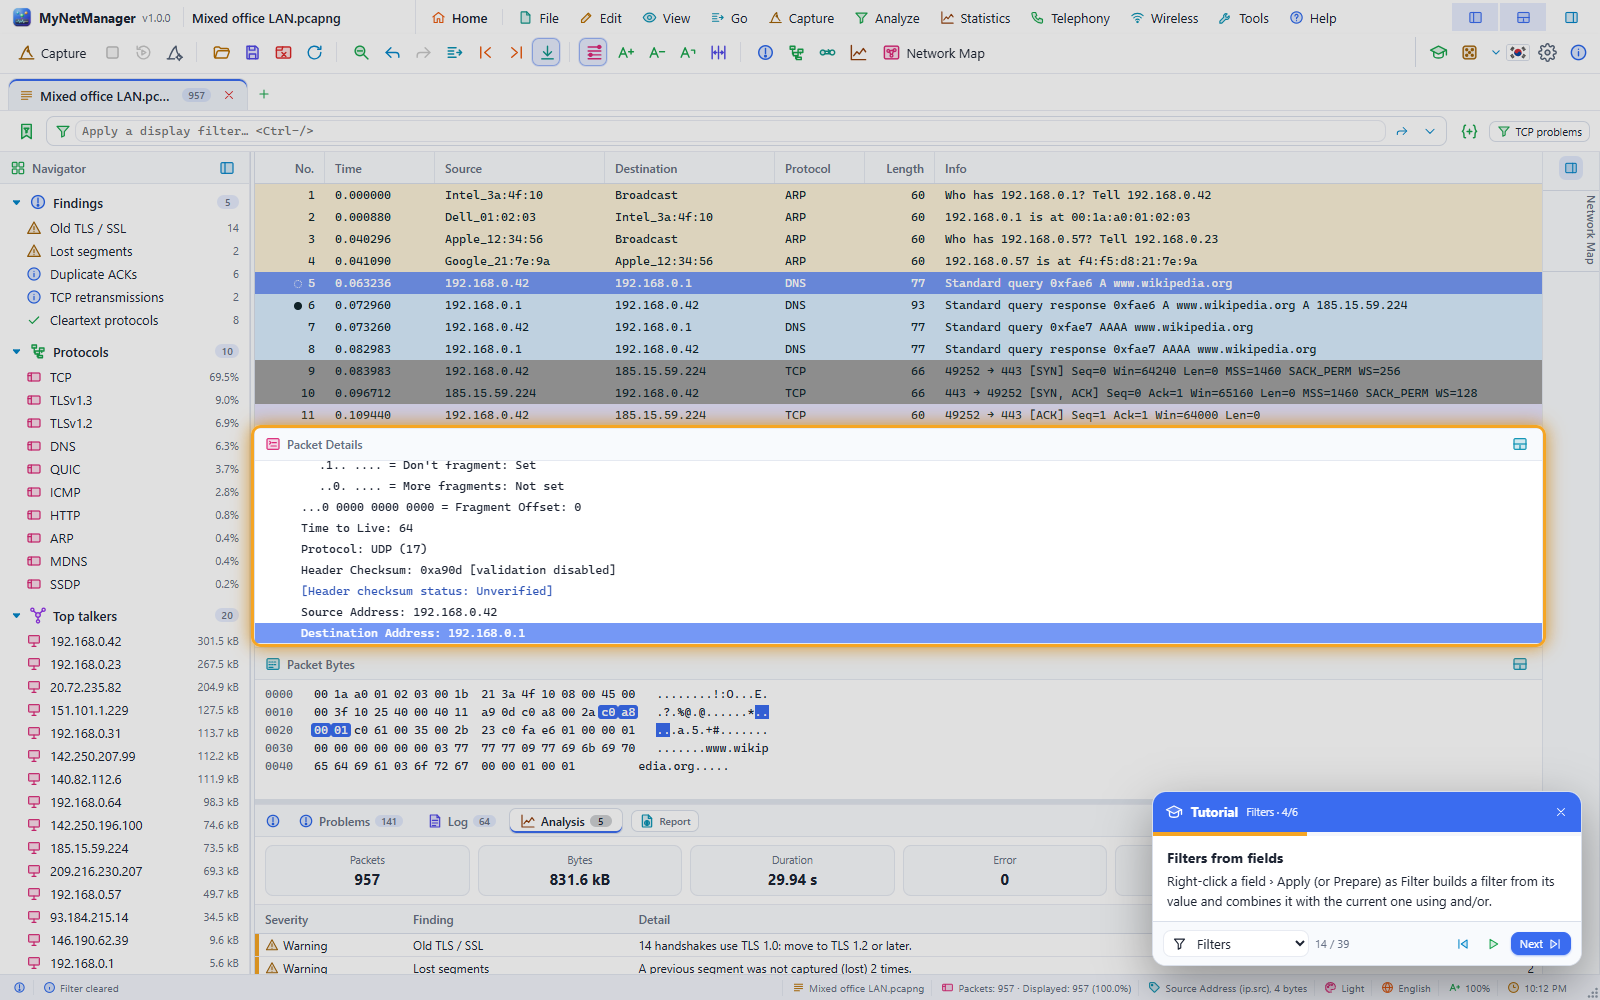 MyNetManager v1.0.0 Mixed office LAN.pcapng Home File Edit View Go Capture Analyze Statistics Telephony Wireless Tools Help
Capture A+ A- A Network Map
Mixed office LAN.pc... 957
Apply a display filter… <Ctrl-/> TCP problems
Navigator
Findings 5
Old TLS / SSL 14
Lost segments 2
Duplicate ACKs 6
TCP retransmissions 2
Cleartext protocols 8
Protocols 10
TCP 69.5%
TLSv1.3 9.0%
TLSv1.2 6.9%
DNS 6.3%
QUIC 3.7%
ICMP 2.8%
HTTP 0.8%
ARP 0.4%
MDNS 0.4%
SSDP 0.2%
Top talkers 20
192.168.0.42 301.5 kB
192.168.0.23 267.5 kB
20.72.235.82 204.9 kB
151.101.1.229 127.5 kB
192.168.0.31 113.7 kB
142.250.207.99 112.2 kB
140.82.112.6 111.9 kB
192.168.0.64 98.3 kB
142.250.196.100 74.6 kB
185.15.59.224 73.5 kB
209.216.230.207 69.3 kB
192.168.0.57 49.7 kB
93.184.215.14 34.5 kB
146.190.62.39 9.6 kB
192.168.0.1 5.6 kB
No. Time Source Destination Protocol Length Info
1 0.000000 Intel_3a:4f:10 Broadcast ARP 60 Who has 192.168.0.1? Tell 192.168.0.42
2 0.000880 Dell_01:02:03 Intel_3a:4f:10 ARP 60 192.168.0.1 is at 00:1a:a0:01:02:03
3 0.040296 Apple_12:34:56 Broadcast ARP 60 Who has 192.168.0.57? Tell 192.168.0.23
4 0.041090 Google_21:7e:9a Apple_12:34:56 ARP 60 192.168.0.57 is at f4:f5:d8:21:7e:9a
5 0.063236 192.168.0.42 192.168.0.1 DNS 77 Standard query 0xfae6 A www.wikipedia.org
6 0.072960 192.168.0.1 192.168.0.42 DNS 93 Standard query response 0xfae6 A www.wikipedia.org A 185.15.59.224
7 0.073260 192.168.0.42 192.168.0.1 DNS 77 Standard query 0xfae7 AAAA www.wikipedia.org
8 0.082983 192.168.0.1 192.168.0.42 DNS 77 Standard query response 0xfae7 AAAA www.wikipedia.org
9 0.083983 192.168.0.42 185.15.59.224 TCP 66 49252 → 443 [SYN] Seq=0 Win=64240 Len=0 MSS=1460 SACK_PERM WS=256
10 0.096712 185.15.59.224 192.168.0.42 TCP 66 443 → 49252 [SYN, ACK] Seq=0 Ack=1 Win=65160 Len=0 MSS=1460 SACK_PERM WS=128
11 0.109440 192.168.0.42 185.15.59.224 TCP 60 49252 → 443 [ACK] Seq=1 Ack=1 Win=64000 Len=0
Network Map
Packet Details
.1.. .... = Don't fragment: Set
..0. .... = More fragments: Not set
...0 0000 0000 0000 = Fragment Offset: 0
Time to Live: 64
Protocol: UDP (17)
Header Checksum: 0xa90d [validation disabled]
[Header checksum status: Unverified]
Source Address: 192.168.0.42
Destination Address: 192.168.0.1
Packet Bytes
0000 00 1a a0 01 02 03 00 1b 21 3a 4f 10 08 00 45 00 ........!:O...E.
0010 00 3f 10 25 40 00 40 11 a9 0d c0 a8 00 2a c0 a8 .?.%@.@......*..
0020 00 01 c0 61 00 35 00 2b 23 c0 fa e6 01 00 00 01 ...a.5.+#.......
0030 00 00 00 00 00 00 03 77 77 77 09 77 69 6b 69 70 .......www.wikip
0040 65 64 69 61 03 6f 72 67 00 00 01 00 01 edia.org.....
Problems 141 Log 64 Analysis 5 Report
Packets 957
Bytes 831.6 kB
Duration 29.94 s
Error 0
Severity Finding Detail
Warning Old TLS / SSL 14 handshakes use TLS 1.0: move to TLS 1.2 or later.
Warning Lost segments A previous segment was not captured (lost) 2 times. 2
Tutorial Filters · 4/6
Filters from fields
Right-click a field › Apply (or Prepare) as Filter builds a filter from its
value and combines it with the current one using and/or.
Filters 14 / 39 Next
Filter cleared Mixed office LAN.pcapng Packets: 957 · Displayed: 957 (100.0%) Source Address (ip.src), 4 bytes Light English A+ 100% 10:12 PM